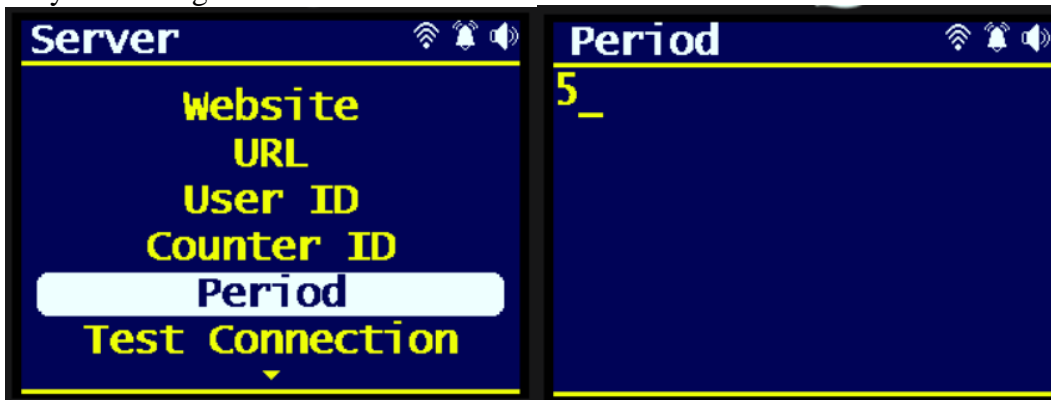 Server
Website
URL
User ID
Counter ID
Period
Test Connection
Period
5_